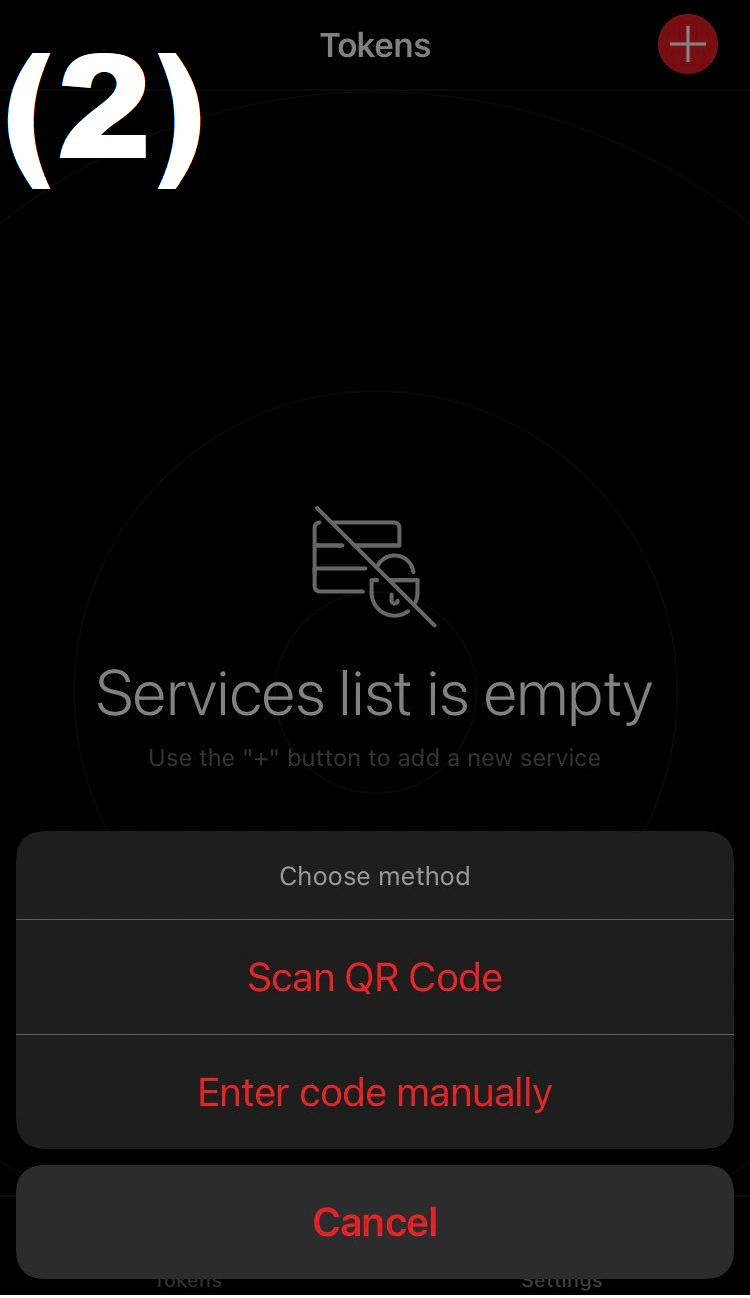 Tokens
(2)
Services list is empty
Use the "+" button to add a new service
Choose method
Scan QR Code
Enter code manually
Cancel
Tokens
Settings